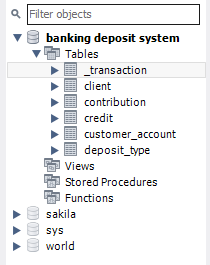 Filter objects
banking deposit system
Tables
_transaction
client
contribution
credit
customer_account
deposit_type
Views
Stored Procedures
Functions
sakila
sys
world